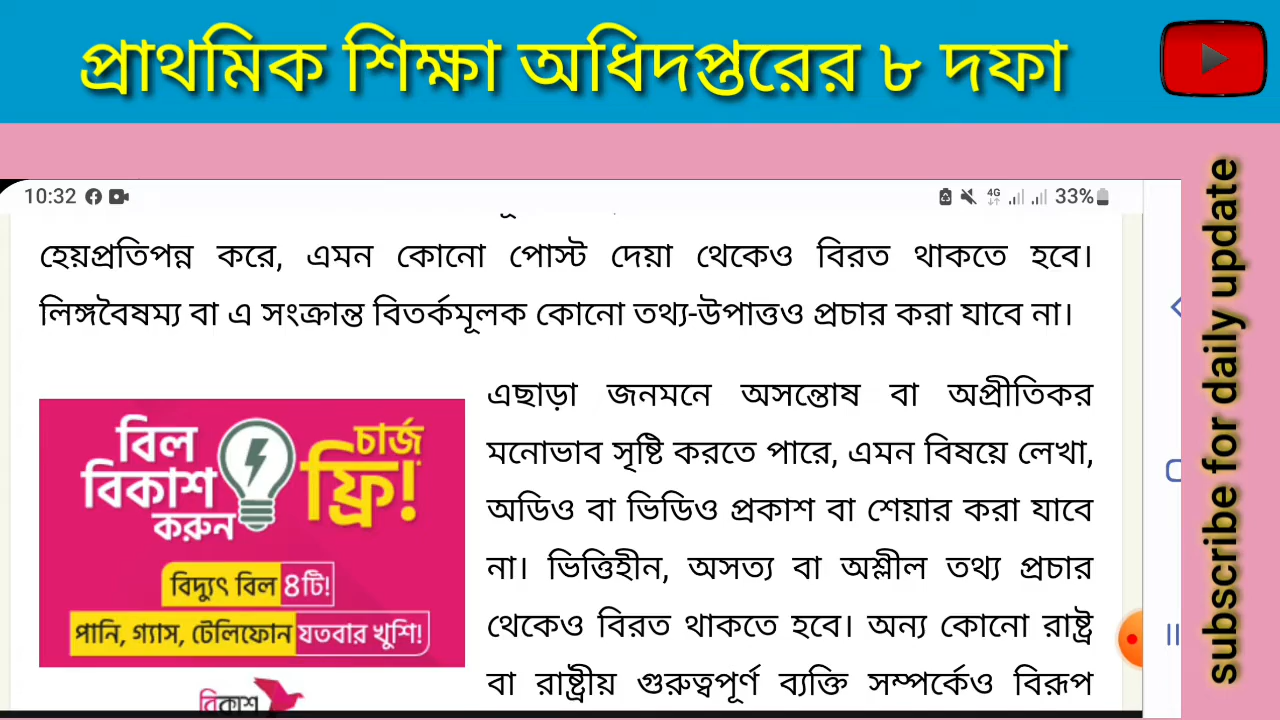 প্রাথমিক শিক্ষা অধিদপ্তরের ৮ দফা
10:32
4G
33%
হেয়প্রতিপন্ন করে, এমন কোনো পোস্ট দেয়া থেকেও বিরত থাকতে হবে।
লিঙ্গবৈষম্য বা এ সংক্রান্ত বিতর্কমূলক কোনো তথ্য-উপাত্তও প্রচার করা যাবে না।
এছাড়া জনমনে অসন্তোষ বা অপ্রীতিকর
মনোভাব সৃষ্টি করতে পারে, এমন বিষয়ে লেখা,
অডিও বা ভিডিও প্রকাশ বা শেয়ার করা যাবে
না। ভিত্তিহীন, অসত্য বা অশ্লীল তথ্য প্রচার
থেকেও বিরত থাকতে হবে। অন্য কোনো রাষ্ট্র
বা রাষ্ট্রীয় গুরুত্বপূর্ণ ব্যক্তি সম্পর্কেও বিরূপ
বিল
বিকাশ
করুন
চার্জ
ফ্রি!
বিদ্যুৎ বিল ৪টি!
পানি, গ্যাস, টেলিফোন যতবার খুশি!
বিকাশ
subscribe for daily update